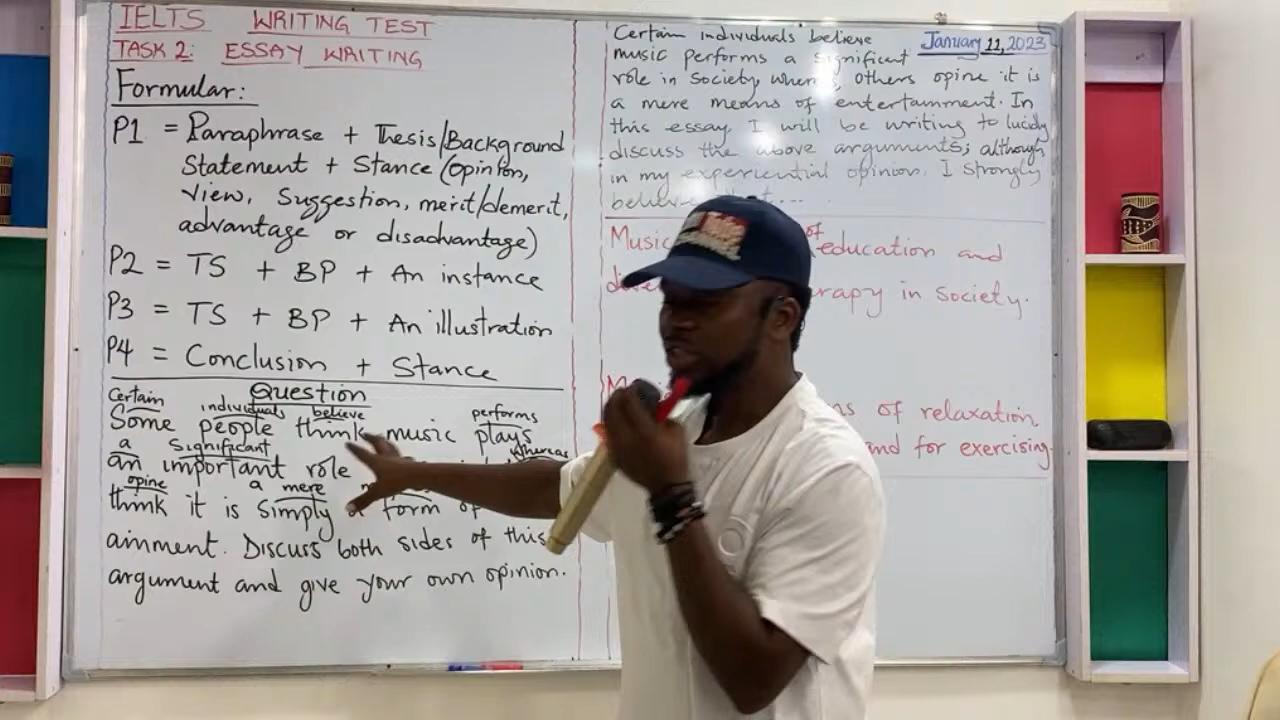 IELTS WRITING TEST
TASK 2: ESSAY WRITING
Formular:
P1 = Paraphrase + Thesis/Background
Statement + Stance (opinion,
view, suggestion, merit/demerit,
advantage or disadvantage)
P2 = TS + BP + An instance
P3 = TS + BP + An illustration
P4 = Conclusion + Stance
Question
Certain individuals believe performs
Some people think music plays
a significant whereas
an important role
opine a mere
think it is simply a form of
ainment. Discuss both sides of this
argument and give your own opinion.
January 11, 2023
Certain individuals believe
music performs a significant
role in society others opine it is
a mere means of entertainment. In
this essay, I will be writing to lucidly
discuss the above arguments; although
in my experiential opinion, I strongly
believe
Music of education and
rapy in society.
ns of relaxation,
and for exercising.